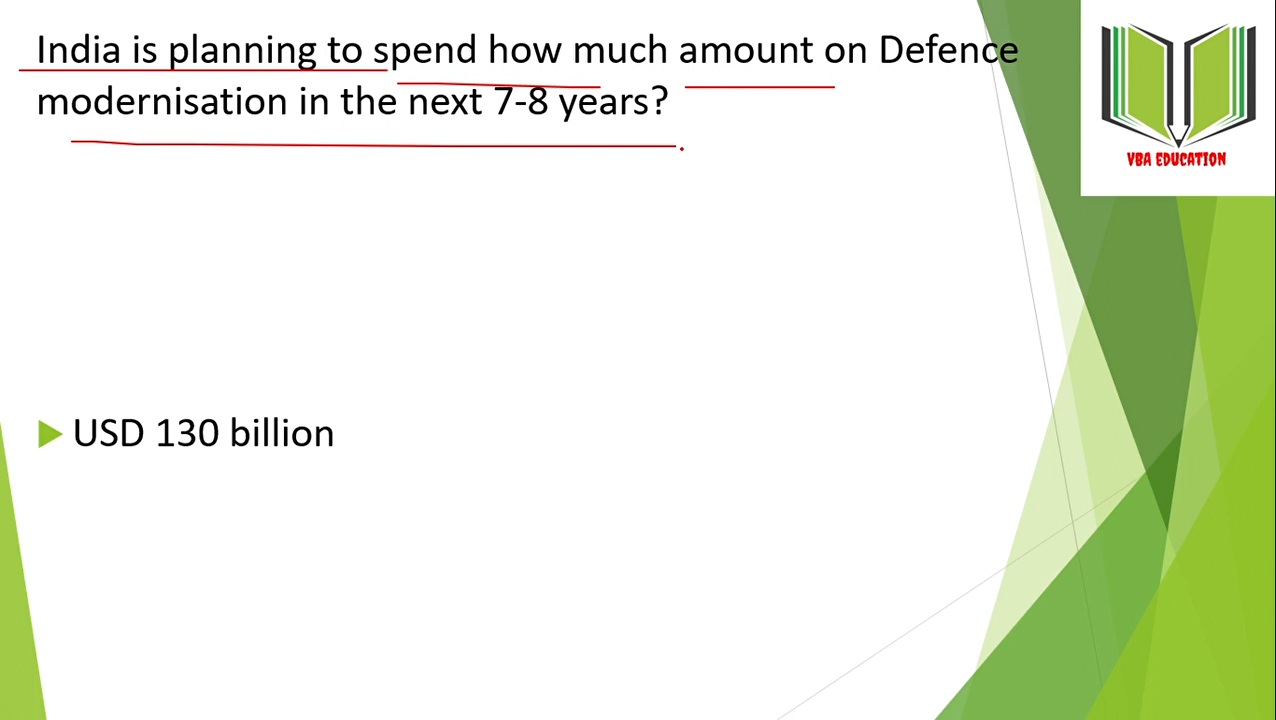 India is planning to spend how much amount on Defence
modernisation in the next 7-8 years?
VBA EDUCATION
USD 130 billion